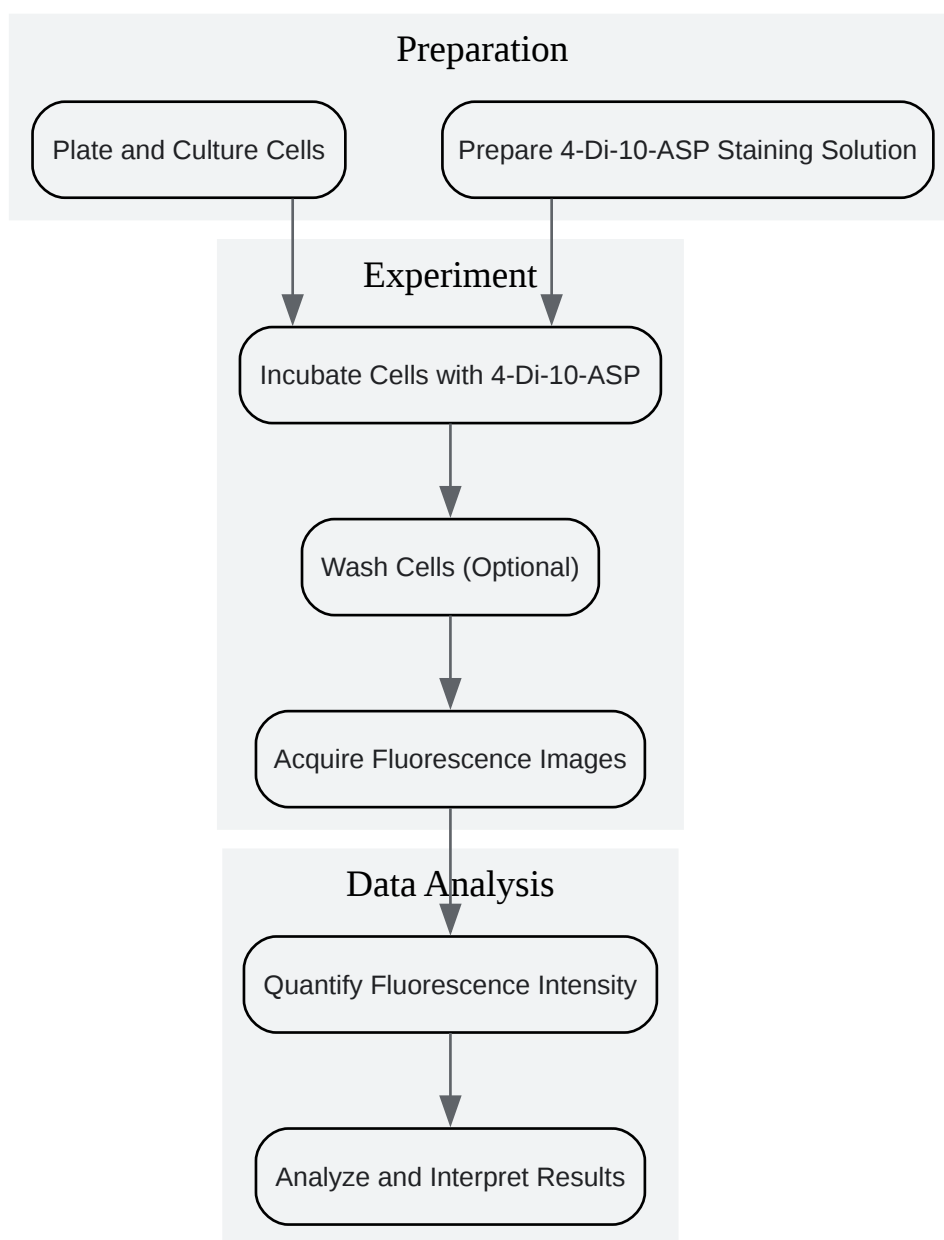 Preparation
Plate and Culture Cells
Prepare 4-Di-10-ASP Staining Solution
Experiment
Incubate Cells with 4-Di-10-ASP
Wash Cells (Optional)
Acquire Fluorescence Images
Data Analysis
Quantify Fluorescence Intensity
Analyze and Interpret Results